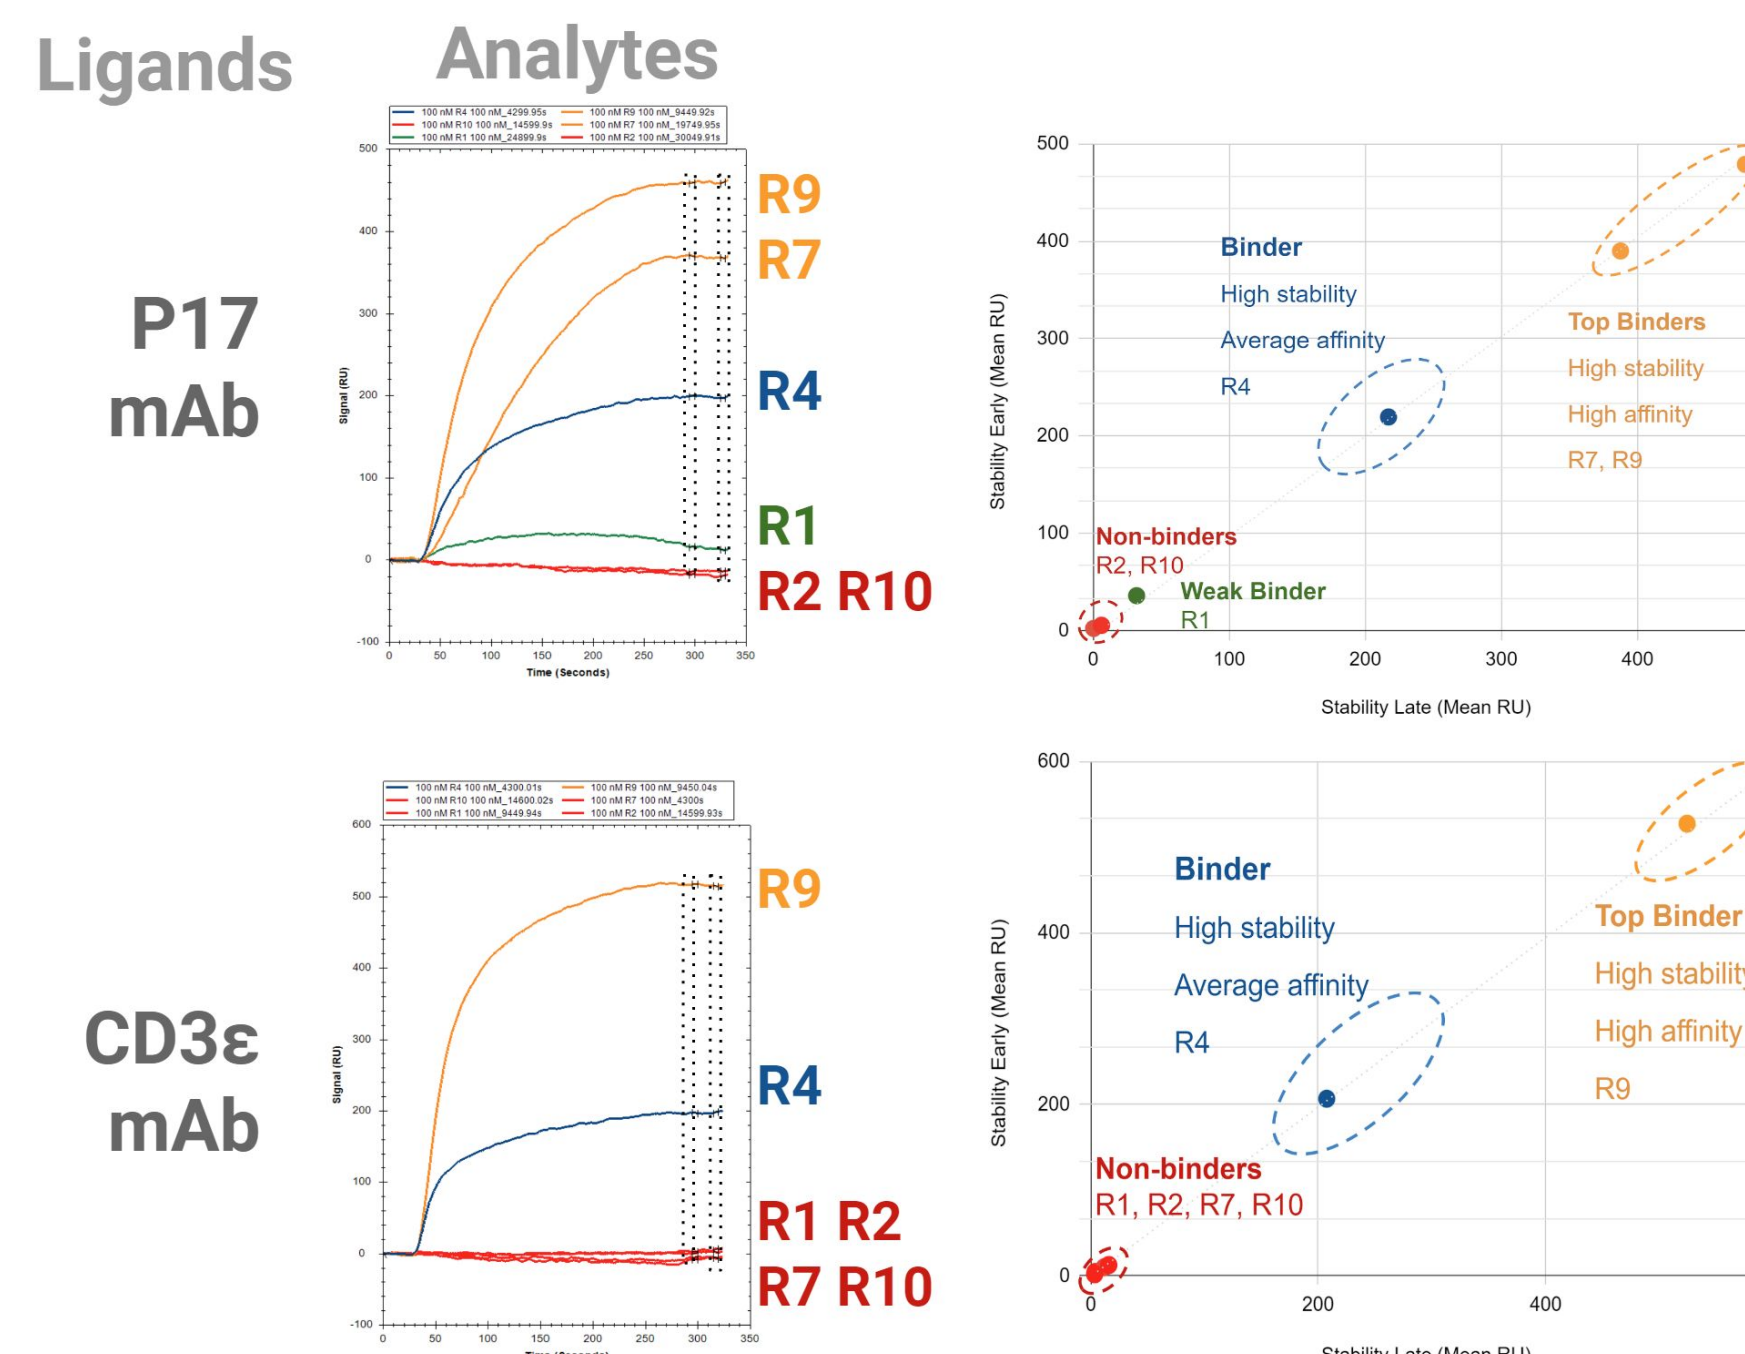 Ligands
Analytes
P17
mAb
100 nM R4 100 nM_4299.95s
100 nM R9 100 nM_9449.92s
100 nM R10 100 nM_14599.9s
100 nM R7 100 nM_19749.95s
100 nM R1 100 nM_24899.9s
100 nM R2 100 nM_30049.91s
500
400
300
200
100
0
-100
Signal (RU)
0 50 100 150 200 250 300 350
Time (Seconds)
R9
R7
R4
R1
R2 R10
500
400
300
200
100
0
Stability Early (Mean RU)
Binder
High stability
Average affinity
R4
Top Binders
High stability
High affinity
R7, R9
Non-binders
R2, R10
Weak Binder
R1
0 100 200 300 400
Stability Late (Mean RU)
CD3ε
mAb
100 nM R4 100 nM_4300.01s
100 nM R9 100 nM_9450.04s
100 nM R10 100 nM_14600.02s
100 nM R7 100 nM_4300s
100 nM R1 100 nM_9449.94s
100 nM R2 100 nM_14599.93s
600
500
400
300
200
100
0
-100
Signal (RU)
0 50 100 150 200 250 300 350
Time (Seconds)
R9
R4
R1 R2
R7 R10
600
400
200
0
Stability Early (Mean RU)
Binder
High stability
Average affinity
R4
Top Binder
High stability
High affinity
R9
Non-binders
R1, R2, R7, R10
0 200 400
Stability Late (Mean RU)